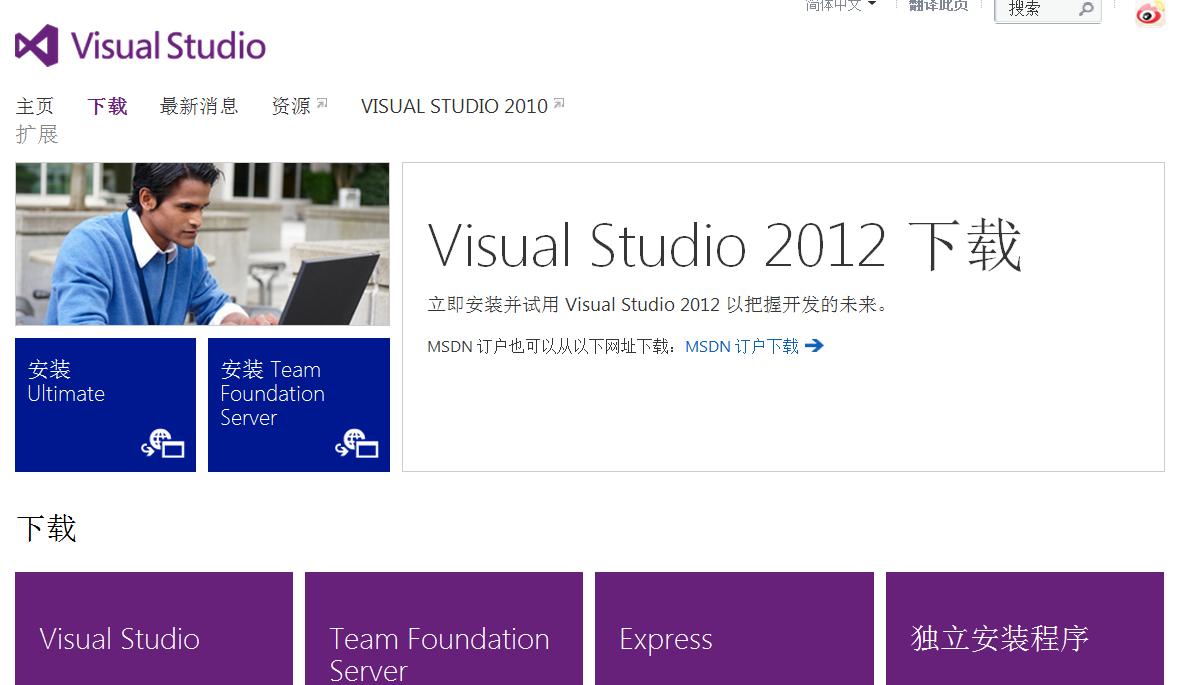 简体中文
翻译此页
搜索
Visual Studio
主页 下载 最新消息 资源 VISUAL STUDIO 2010
扩展
Visual Studio 2012 下载
立即安装并试用 Visual Studio 2012 以把握开发的未来。
MSDN 订户也可以从以下网址下载：MSDN 订户下载
安装
Ultimate
安装 Team
Foundation
Server
下载
Visual Studio
Team Foundation
Server
Express
独立安装程序